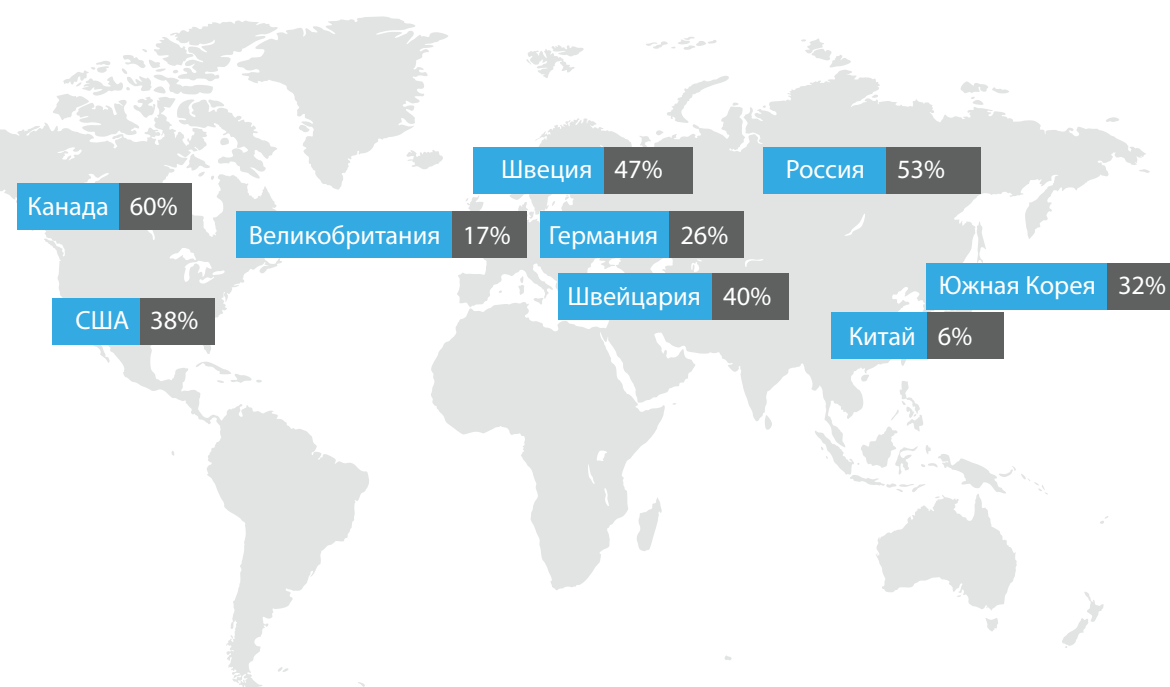 Швеция 47%
Россия 53%
Канада 60%
Великобритания 17%
Германия 26%
Южная Корея 32%
Швейцария 40%
США 38%
Китай 6%